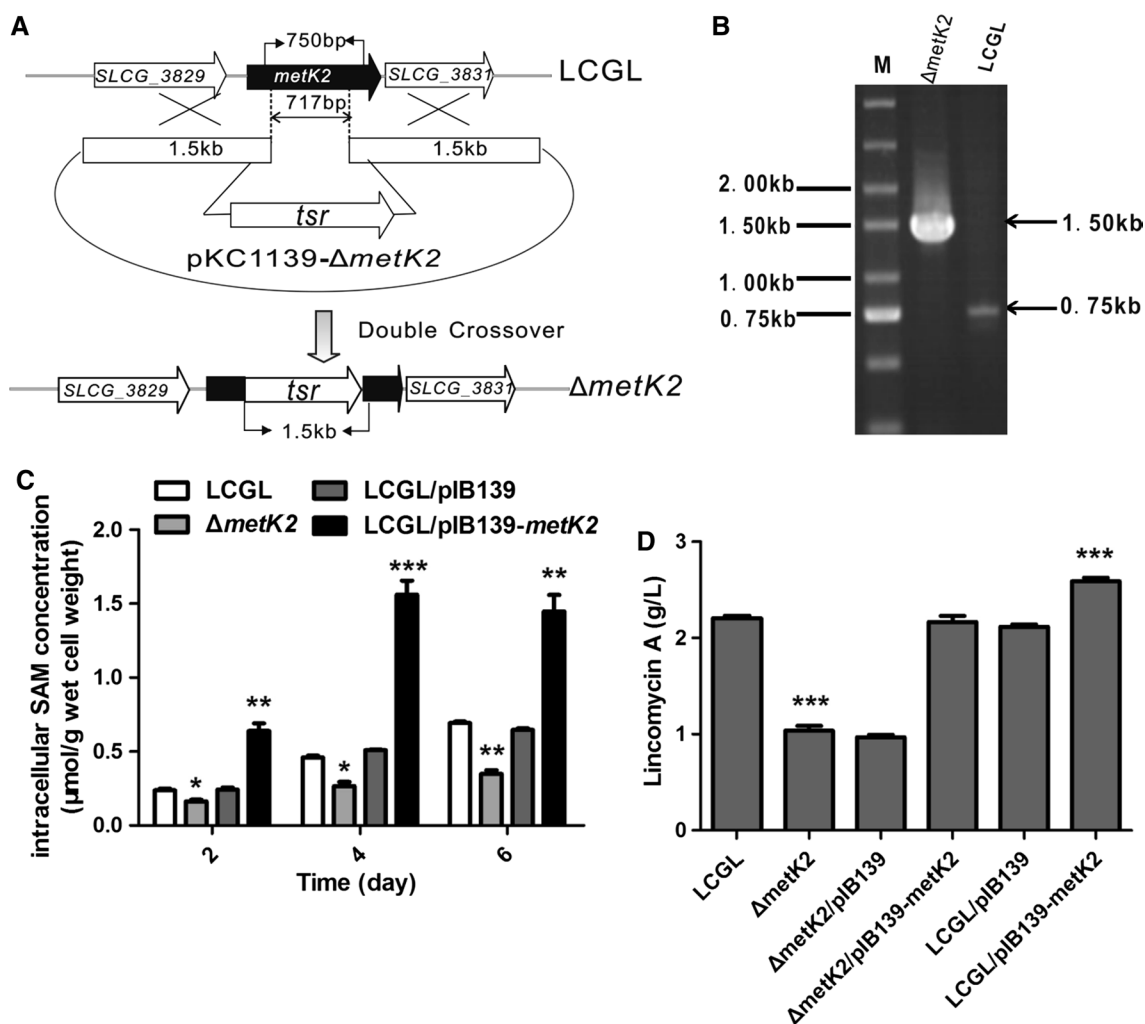 A
750bp
SLCG_3829
metK2
SLCG_3831
LCGL
717bp
1.5kb
1.5kb
tsr
pKC1139-ΔmetK2
Double Crossover
SLCG_3829
tsr
SLCG_3831
ΔmetK2
1.5kb
B
M
ΔmetK2
LCGL
2.00kb
1.50kb
1.00kb
0.75kb
1.50kb
0.75kb
C
LCGL
LCGL/pIB139
ΔmetK2
LCGL/pIB139-metK2
intracellular SAM concentration
(μmol/g wet cell weight)
2.0
1.5
1.0
0.5
0.0
*
**
*
***
**
**
2
4
6
Time (day)
D
Lincomycin A (g/L)
3
2
1
0
***
***
LCGL
ΔmetK2
ΔmetK2/pIB139
ΔmetK2/pIB139-metK2
LCGL/pIB139
LCGL/pIB139-metK2